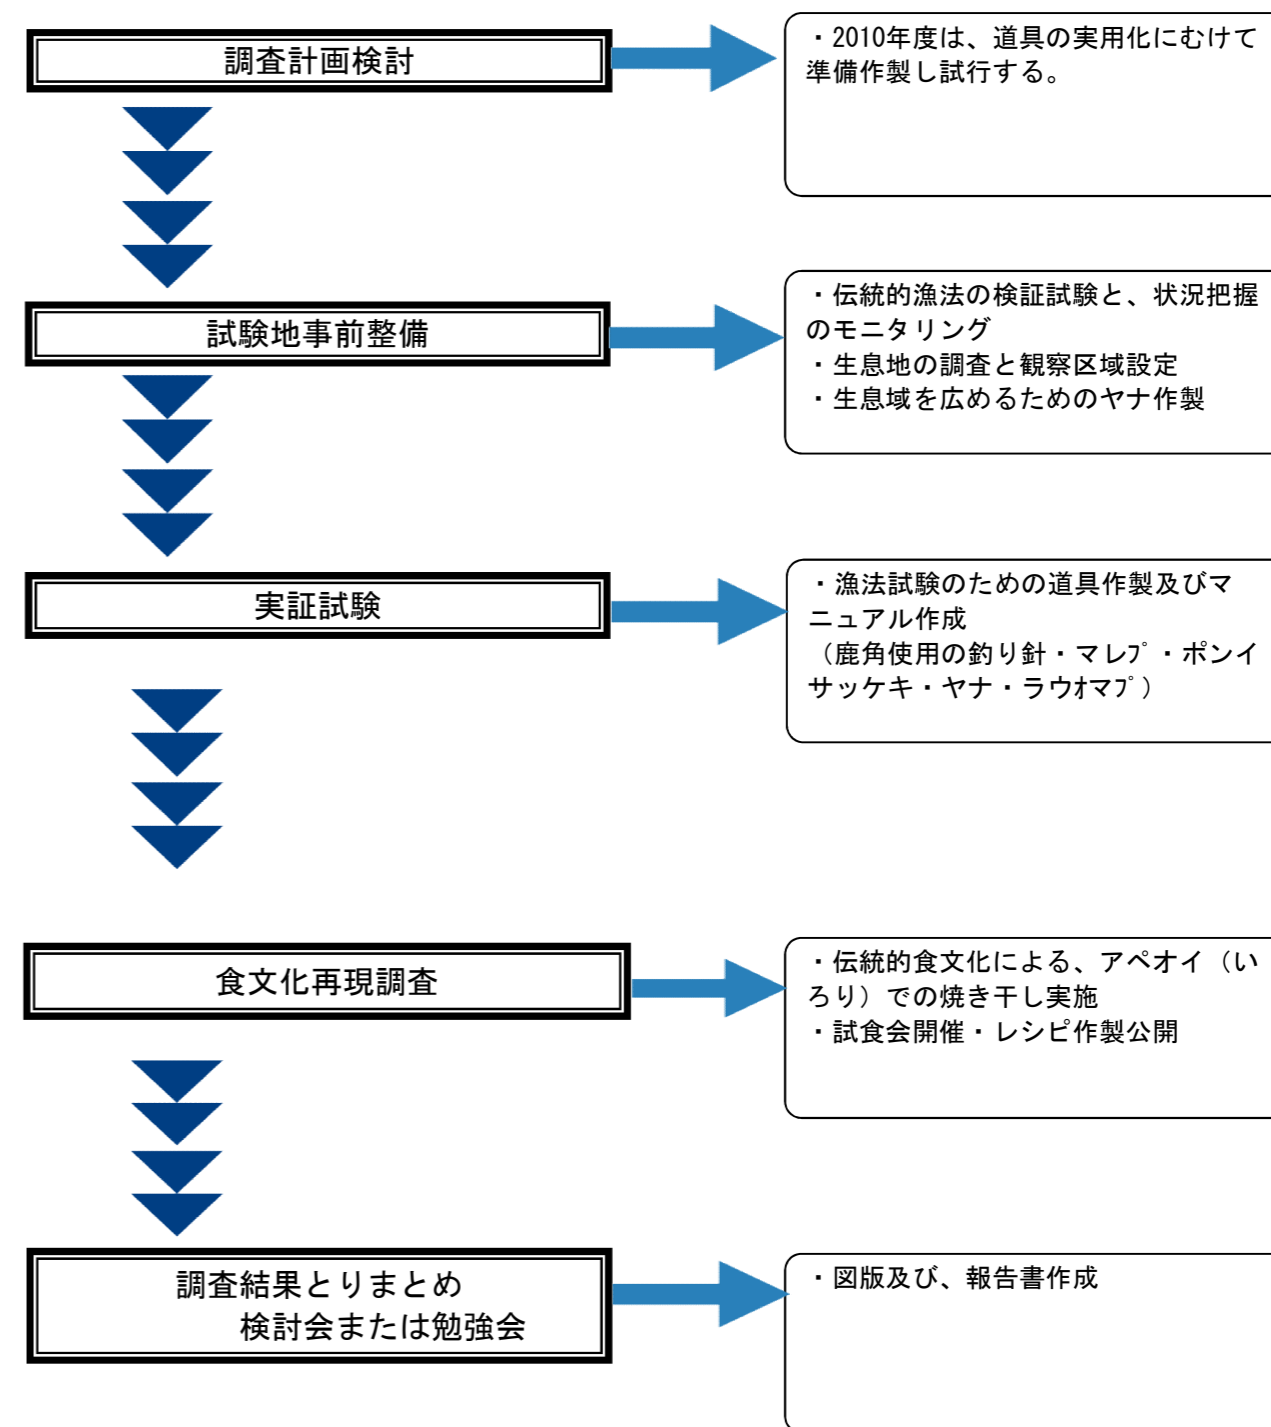 調査計画検討
・2010年度は、道具の実用化にむけて
準備作製し試行する。
試験地事前整備
・伝統的漁法の検証試験と、状況把握
のモニタリング
・生息地の調査と観察区域設定
・生息域を広めるためのヤナ作製
実証試験
・漁法試験のための道具作製及びマ
ニュアル作成
（鹿角使用の釣り針・マレﾌﾟ・ポンイ
サッケキ・ヤナ・ラウｵマﾌﾟ）
食文化再現調査
・伝統的食文化による、アペオイ（い
ろり）での焼き干し実施
・試食会開催・レシピ作製公開
調査結果とりまとめ
検討会または勉強会
・図版及び、報告書作成